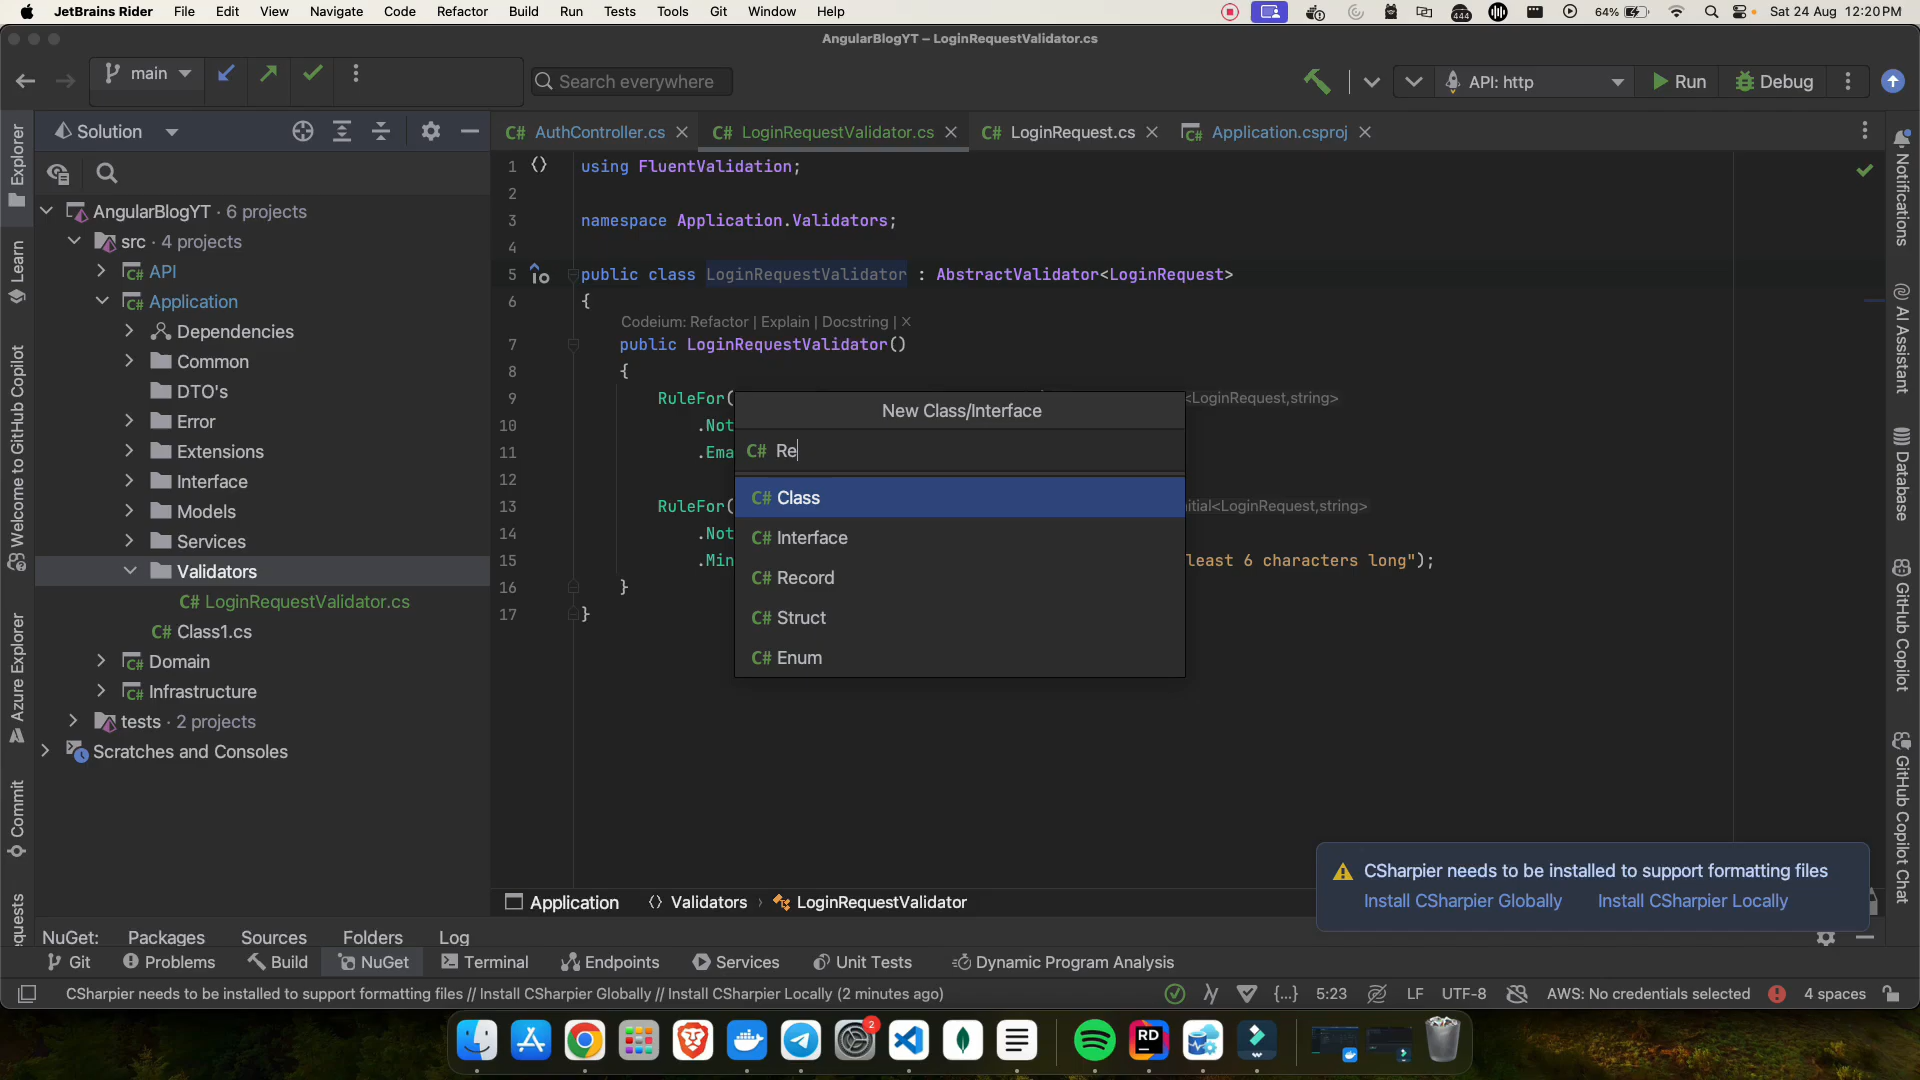 JetBrains Rider File Edit View Navigate Code Refactor Build Run Tests Tools Git Window Help
444 64% Sat 24 Aug 12:20 PM
AngularBlogYT – LoginRequestValidator.cs
main
Search everywhere
API: http
Run
Debug
Solution
AuthController.cs
LoginRequestValidator.cs
LoginRequest.cs
Application.csproj
Explorer
Learn
Welcome to GitHub Copilot
Azure Explorer
Commit
AngularBlogYT · 6 projects
src · 4 projects
API
Application
Dependencies
Common
DTO's
Error
Extensions
Interface
Models
Services
Validators
C# LoginRequestValidator.cs
C# Class1.cs
Domain
Infrastructure
tests · 2 projects
Scratches and Consoles
1 using FluentValidation;
2
3 namespace Application.Validators;
4
5 public class LoginRequestValidator : AbstractValidator<LoginRequest>
6 {
Codeium: Refactor | Explain | Docstring | ×
7 public LoginRequestValidator()
8 {
9 RuleFor( <LoginRequest,string>
10 .Not
11 .Ema
12
13 RuleFor( nitial<LoginRequest,string>
14 .Not
15 .Min least 6 characters long");
16 }
17 }
New Class/Interface
C# Re
C# Class
C# Interface
C# Record
C# Struct
C# Enum
Notifications
AI Assistant
Database
GitHub Copilot
GitHub Copilot Chat
CSharpier needs to be installed to support formatting files
Install CSharpier Globally Install CSharpier Locally
Application Validators › LoginRequestValidator
NuGet: Packages Sources Folders Log
Git Problems Build NuGet Terminal Endpoints Services Unit Tests Dynamic Program Analysis
CSharpier needs to be installed to support formatting files // Install CSharpier Globally // Install CSharpier Locally (2 minutes ago)
{...} 5:23 LF UTF-8 AWS: No credentials selected 4 spaces
2
RD